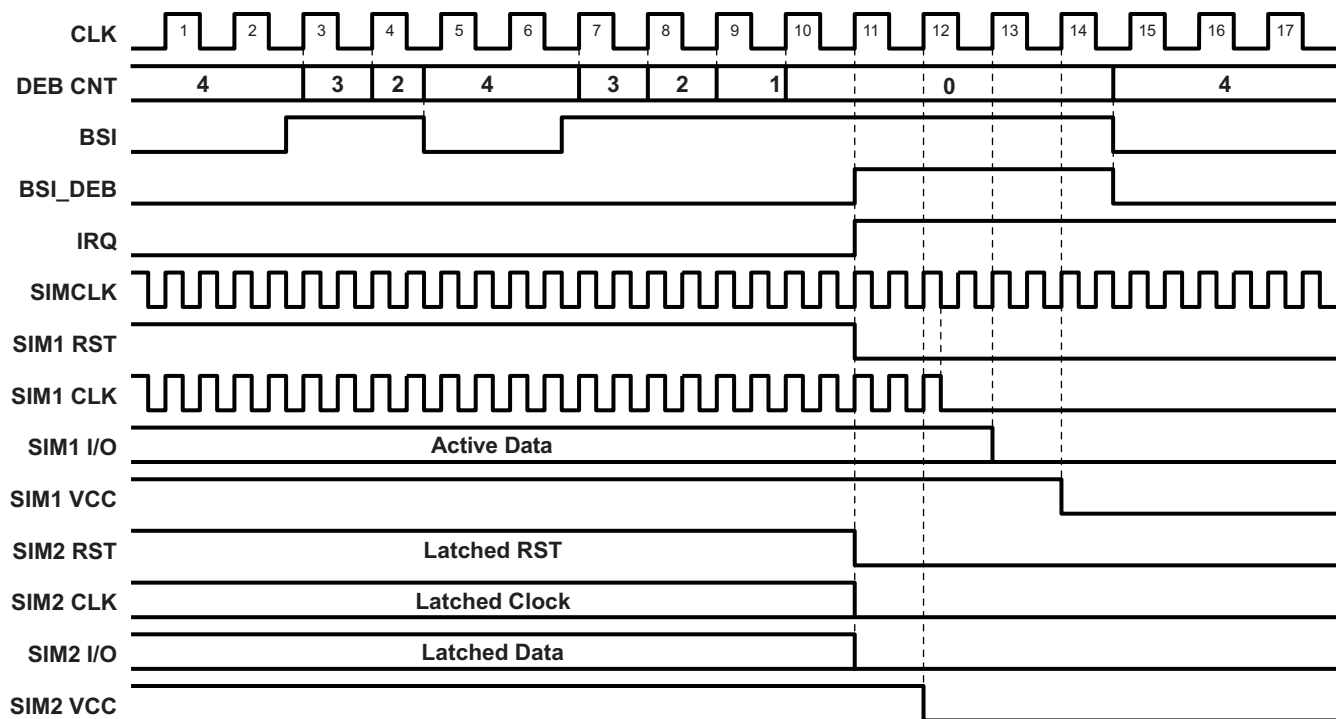 CLK 1 2 3 4 5 6 7 8 9 10 11 12 13 14 15 16 17
DEB CNT 4 3 2 4 3 2 1 0 4
BSI
BSI_DEB
IRQ
SIMCLK
SIM1 RST
SIM1 CLK
SIM1 I/O Active Data
SIM1 VCC
SIM2 RST Latched RST
SIM2 CLK Latched Clock
SIM2 I/O Latched Data
SIM2 VCC